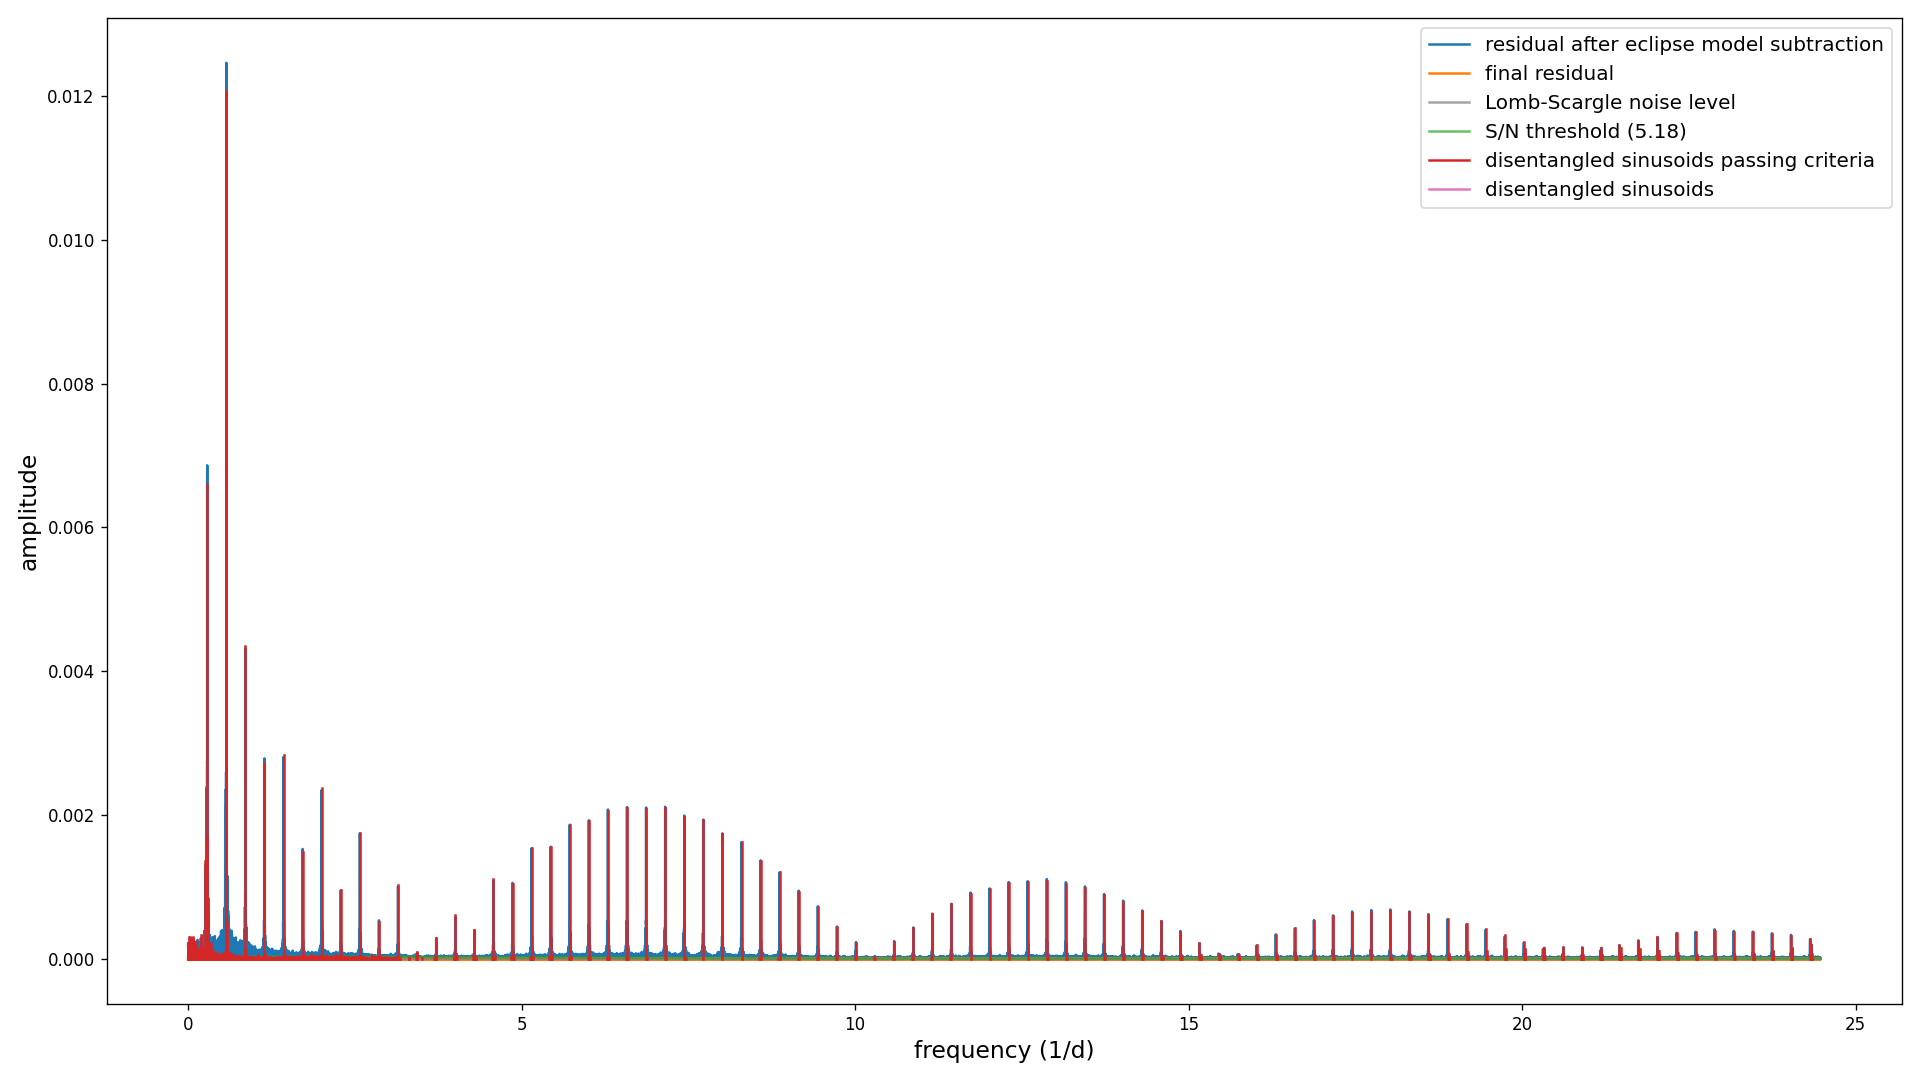 residual after eclipse model subtraction
final residual
Lomb-Scargle noise level
S/N threshold (5.18)
disentangled sinusoids passing criteria
disentangled sinusoids
amplitude
0.012
0.010
0.008
0.006
0.004
0.002
0.000
0 5 10 15 20 25
frequency (1/d)